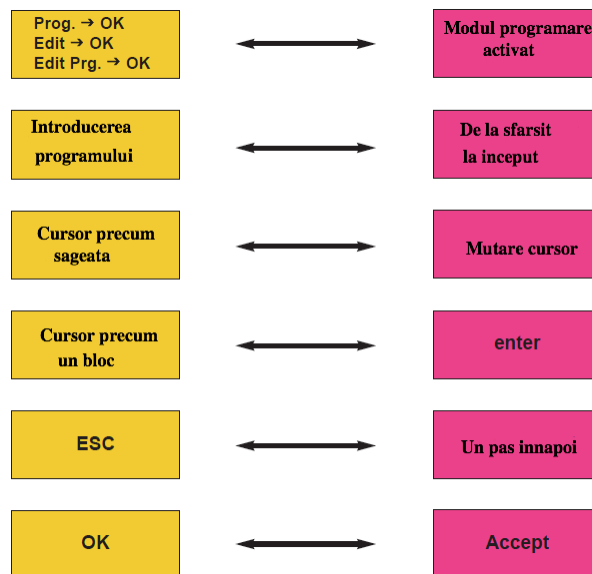 Prog. → OK
Edit → OK
Edit Prg. → OK
Modul programare
activat
Introducerea
programului
De la sfarsit
la inceput
Cursor precum
sageata
Mutare cursor
Cursor precum
un bloc
enter
ESC
Un pas innapoi
OK
Accept